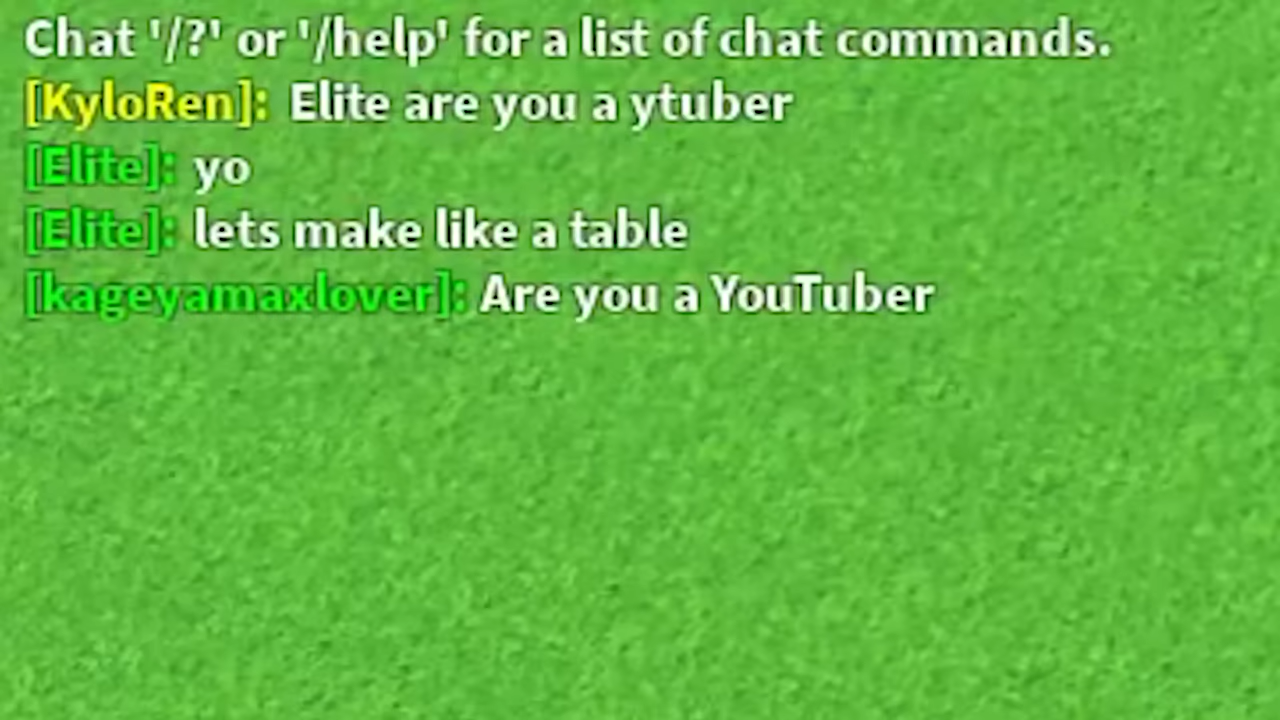 Chat '/?' or '/help' for a list of chat commands.
[KyloRen]: Elite are you a ytuber
[Elite]: yo
[Elite]: lets make like a table
[kageyamaxlover]: Are you a YouTuber